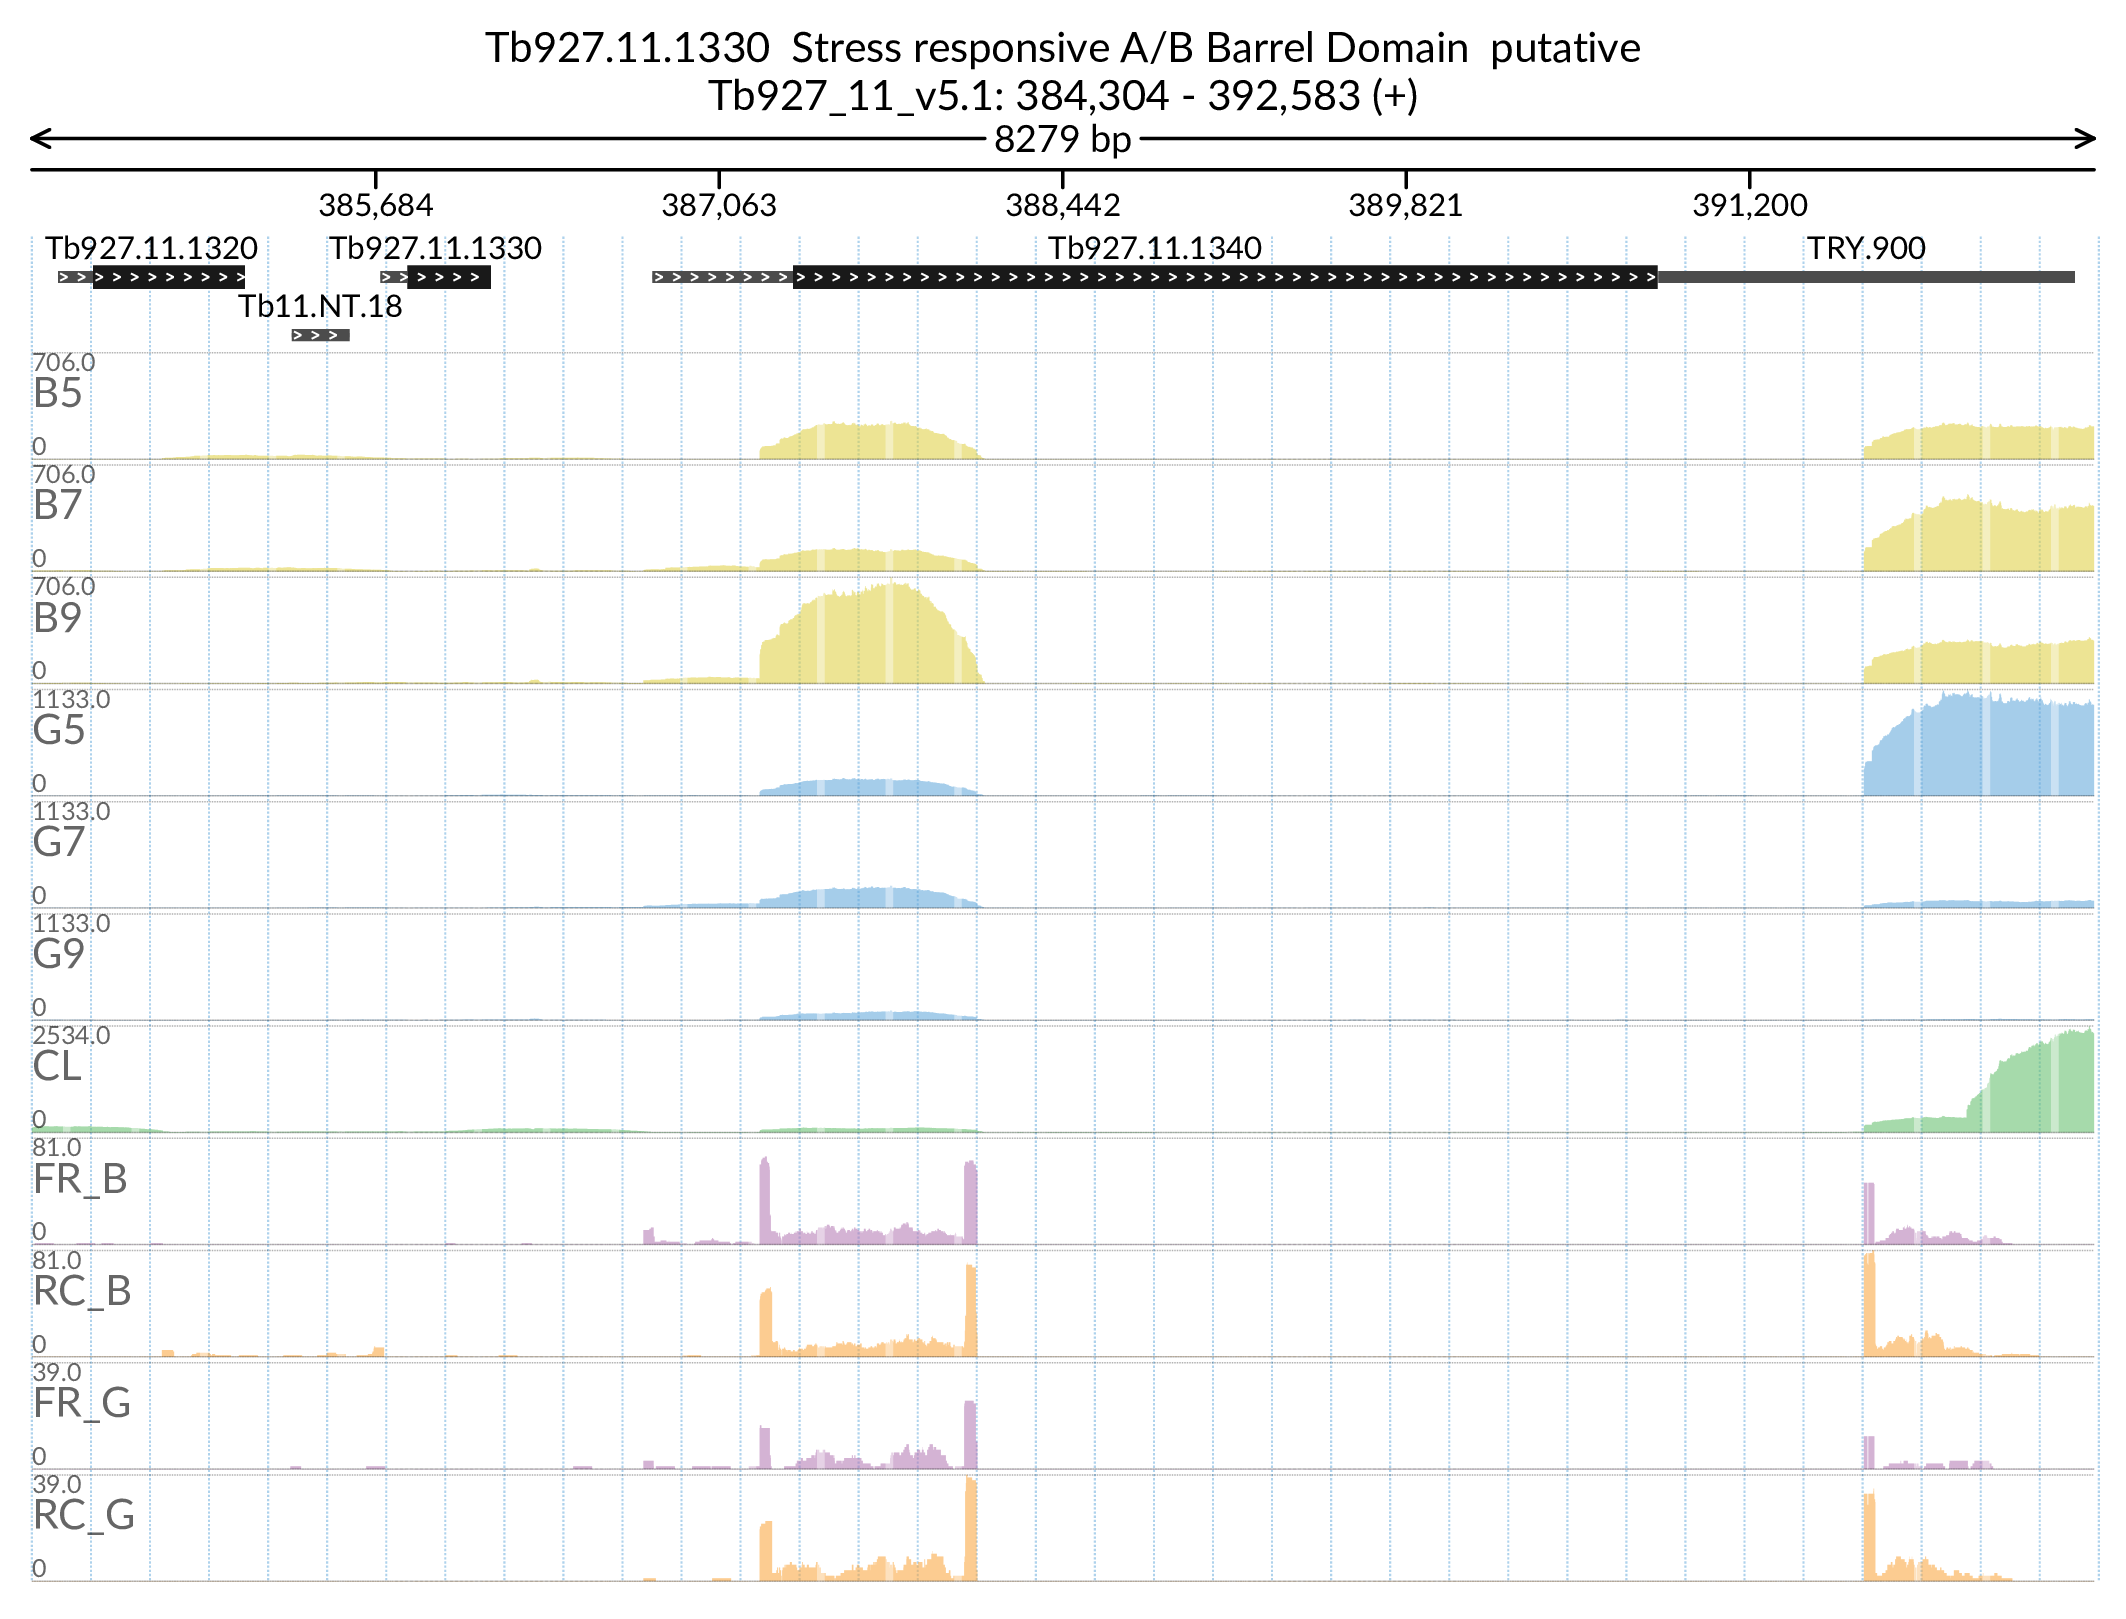 Tb927.11.1330  Stress responsive A/B Barrel Domain  putative
Tb927_11_v5.1: 384,304 - 392,583 (+)
8279 bp
385,684 387,063 388,442 389,821 391,200
Tb927.11.1320 Tb927.11.1330 Tb927.11.1340 TRY.900
Tb11.NT.18
706.0
B5
0
706.0
B7
0
706.0
B9
0
1133.0
G5
0
1133.0
G7
0
1133.0
G9
0
2534.0
CL
0
81.0
FR_B
0
81.0
RC_B
0
39.0
FR_G
0
39.0
RC_G
0